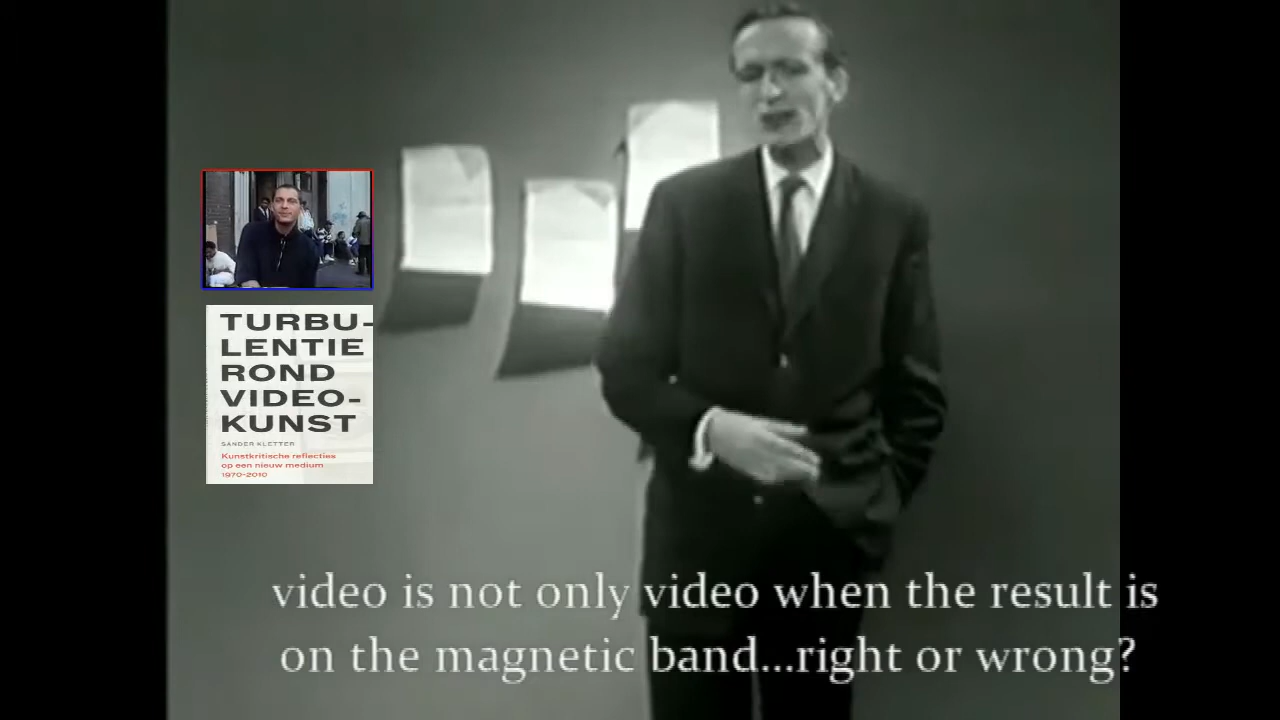 TURBU-
LENTIE
ROND
VIDEO-
KUNST
SANDER KLETTER
Kunstkritische reflecties
op een nieuw medium
1970-2010
video is not only video when the result is
on the magnetic band...right or wrong?